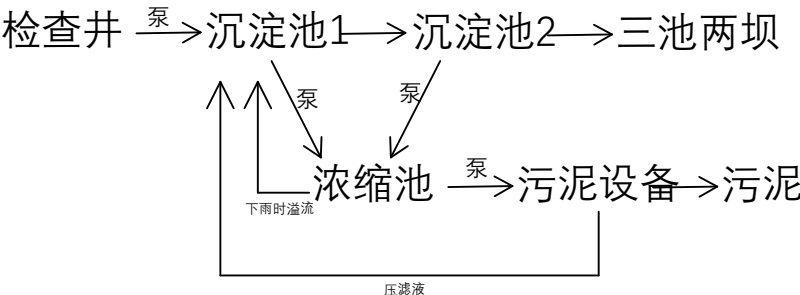 检查井 泵 沉淀池1 沉淀池2 三池两坝
泵 泵
浓缩池 泵 污泥设备 污泥
下雨时溢流
压滤液